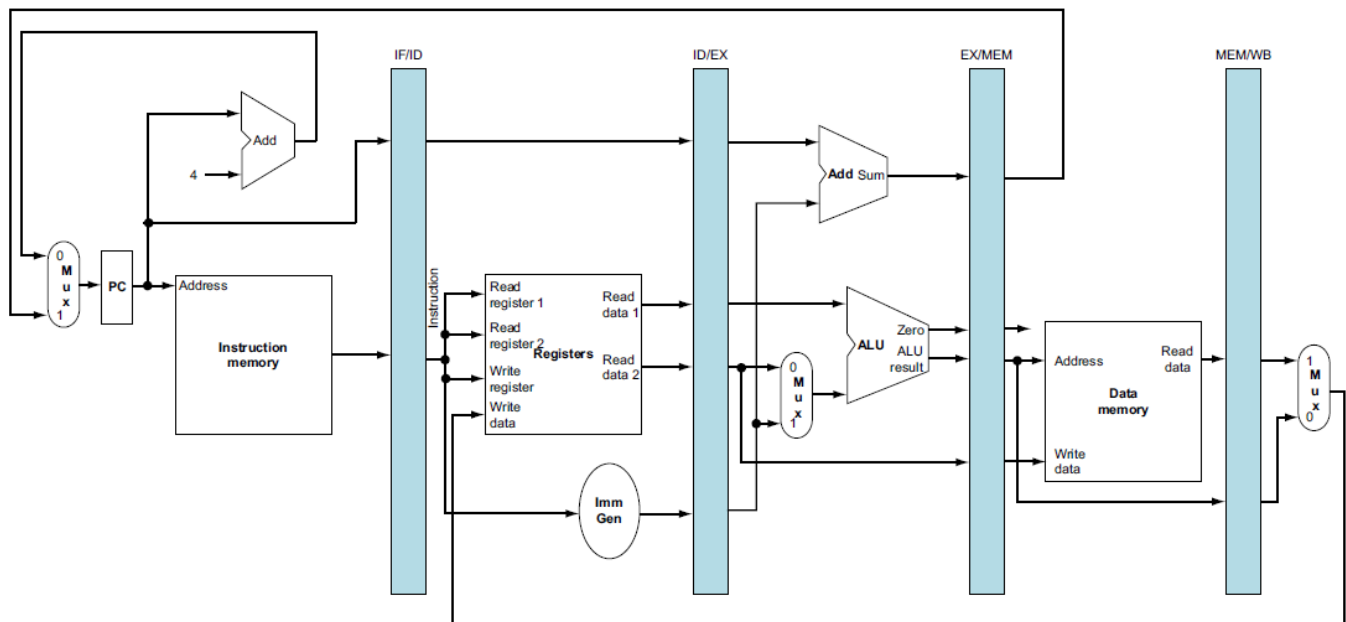 IF/ID
ID/EX
EX/MEM
MEM/WB
Add
4
Add Sum
0
M
u
x
1
PC
Address
Instruction
memory
Instruction
Read
register 1
Read
register 2
Registers
Write
register
Write
data
Read
data 1
Read
data 2
Imm
Gen
0
M
u
x
1
Zero
ALU
ALU
result
Address
Read
data
Data
memory
Write
data
1
M
u
x
0